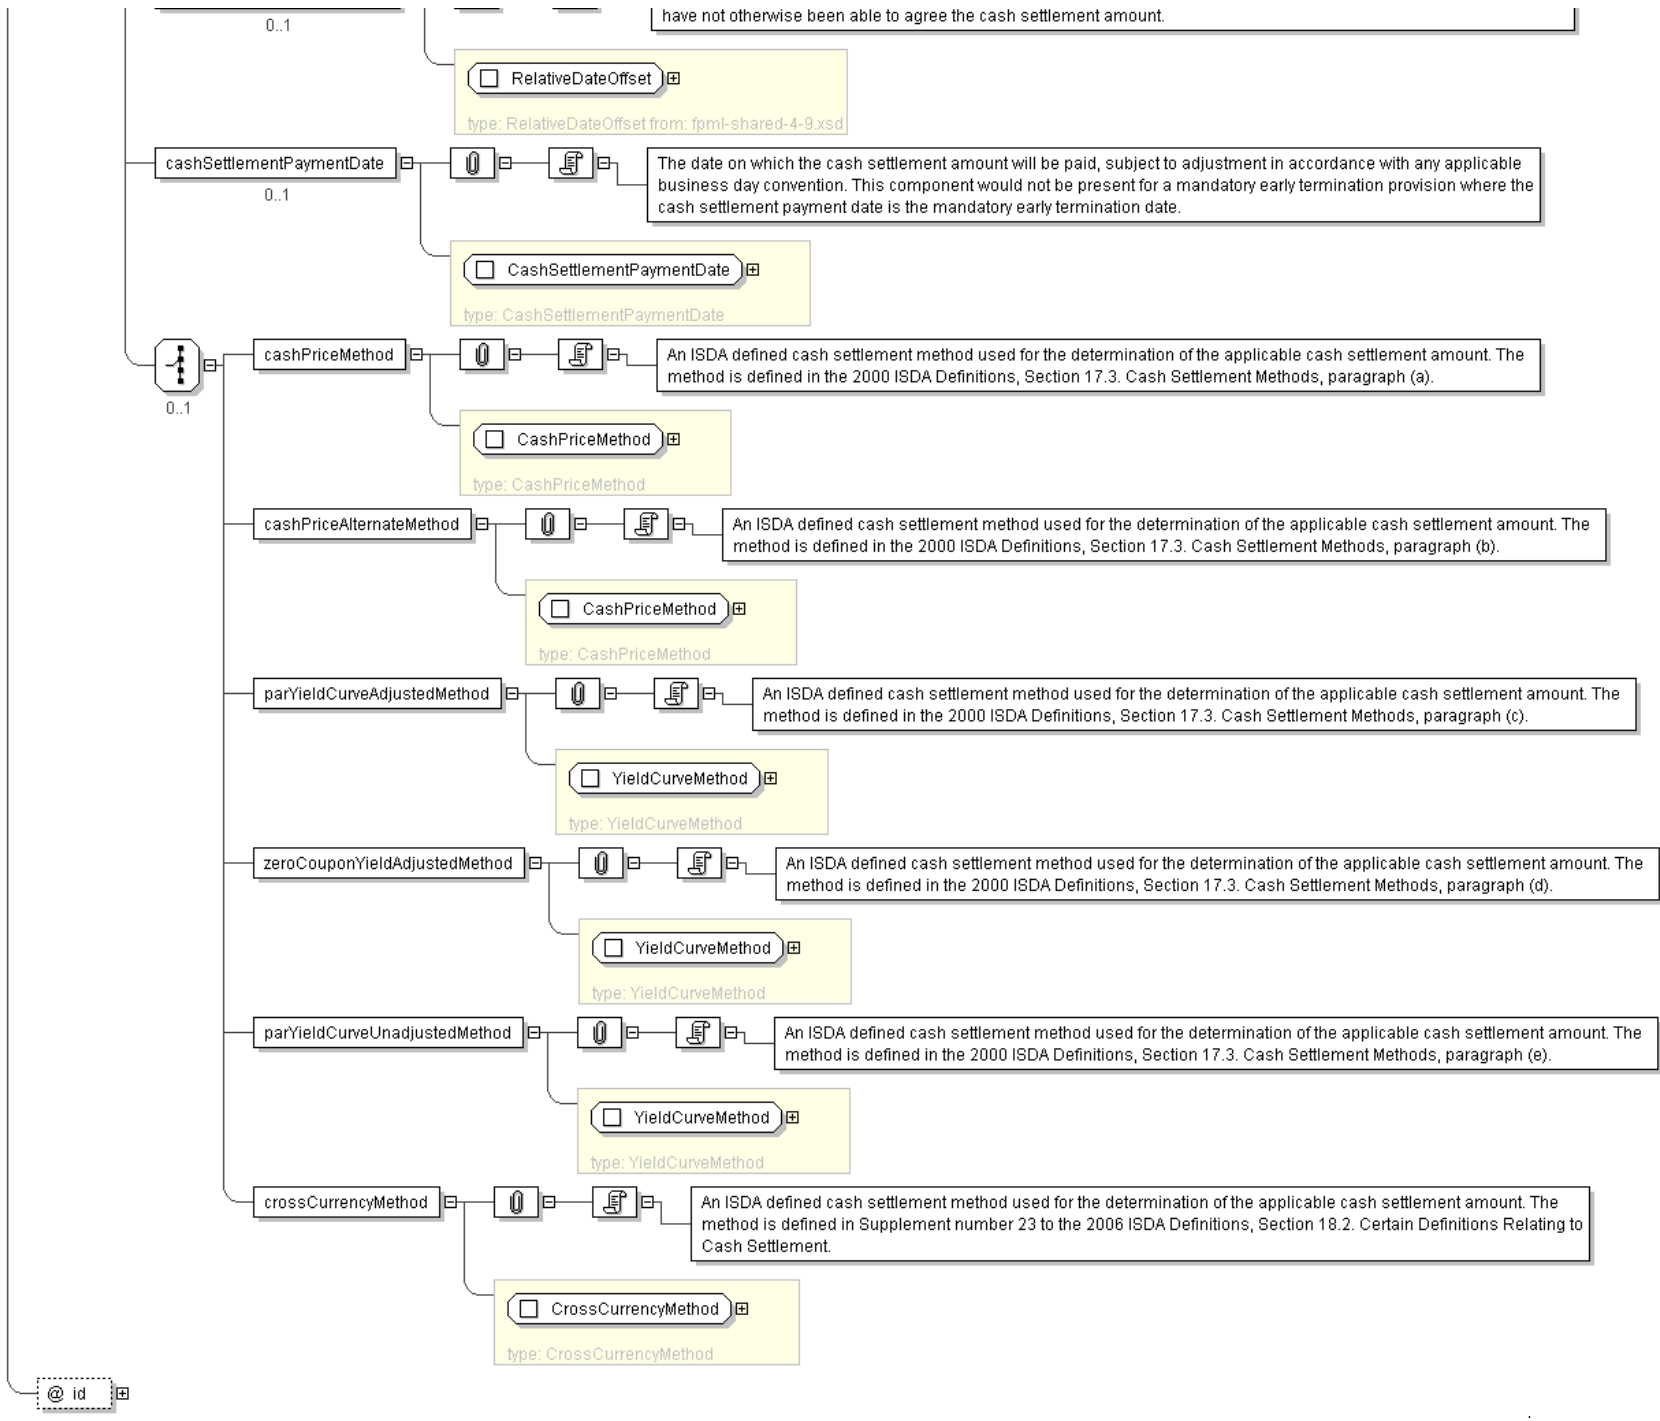 have not otherwise been able to agree the cash settlement amount.
0..1
RelativeDateOffset
type: RelativeDateOffset from: fpml-shared-4-9.xsd
cashSettlementPaymentDate
0..1
The date on which the cash settlement amount will be paid, subject to adjustment in accordance with any applicable
business day convention. This component would not be present for a mandatory early termination provision where the
cash settlement payment date is the mandatory early termination date.
CashSettlementPaymentDate
type: CashSettlementPaymentDate
0..1
cashPriceMethod
An ISDA defined cash settlement method used for the determination of the applicable cash settlement amount. The
method is defined in the 2000 ISDA Definitions, Section 17.3. Cash Settlement Methods, paragraph (a).
CashPriceMethod
type: CashPriceMethod
cashPriceAlternateMethod
An ISDA defined cash settlement method used for the determination of the applicable cash settlement amount. The
method is defined in the 2000 ISDA Definitions, Section 17.3. Cash Settlement Methods, paragraph (b).
CashPriceMethod
type: CashPriceMethod
parYieldCurveAdjustedMethod
An ISDA defined cash settlement method used for the determination of the applicable cash settlement amount. The
method is defined in the 2000 ISDA Definitions, Section 17.3. Cash Settlement Methods, paragraph (c).
YieldCurveMethod
type: YieldCurveMethod
zeroCouponYieldAdjustedMethod
An ISDA defined cash settlement method used for the determination of the applicable cash settlement amount. The
method is defined in the 2000 ISDA Definitions, Section 17.3. Cash Settlement Methods, paragraph (d).
YieldCurveMethod
type: YieldCurveMethod
parYieldCurveUnadjustedMethod
An ISDA defined cash settlement method used for the determination of the applicable cash settlement amount. The
method is defined in the 2000 ISDA Definitions, Section 17.3. Cash Settlement Methods, paragraph (e).
YieldCurveMethod
type: YieldCurveMethod
crossCurrencyMethod
An ISDA defined cash settlement method used for the determination of the applicable cash settlement amount. The
method is defined in Supplement number 23 to the 2006 ISDA Definitions, Section 18.2. Certain Definitions Relating to
Cash Settlement.
CrossCurrencyMethod
type: CrossCurrencyMethod
@ id